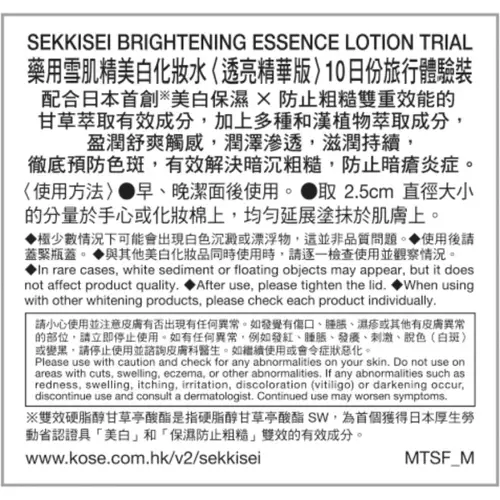 SEKKISEI BRIGHTENING ESSENCE LOTION TRIAL
藥用雪肌精美白化妝水〈透亮精華版〉10日份旅行體驗裝
配合日本首創※美白保濕 × 防止粗糙雙重效能的
甘草萃取有效成分，加上多種和漢植物萃取成分，
盈潤舒爽觸感，潤澤滲透，滋潤持續，
徹底預防色斑，有效解決暗沉粗糙，防止暗瘡炎症。
〈使用方法〉●早、晚潔面後使用。●取 2.5cm 直徑大小
的分量於手心或化妝棉上，均勻延展塗抹於肌膚上。
◆極少數情況下可能會出現白色沉澱或漂浮物，這並非品質問題。◆使用後請
蓋緊瓶蓋。◆與其他美白化妝品同時使用時，請逐一檢查使用並觀察情況。
◆In rare cases, white sediment or floating objects may appear, but it does
not affect product quality. ◆After use, please tighten the lid. ◆When using
with other whitening products, please check each product individually.
請小心使用並注意皮膚有否出現有任何異常。如發覺有傷口、腫脹、濕疹或其他有皮膚異常
的部位，請立即停止使用。如有任何異常，例如發紅、腫脹、發癢、刺激、脫色（白斑）
或變黑，請停止使用並諮詢皮膚科醫生。如繼續使用或會令症狀惡化。
Please use with caution and check for any abnormalities on your skin. Do not use on
areas with cuts, swelling, eczema, or other abnormalities. If any abnormalities such as
redness, swelling, itching, irritation, discoloration (vitiligo) or darkening occur,
discontinue use and consult a dermatologist. Continued use may worsen symptoms.
※雙效硬脂醇甘草亭酸酯是指硬脂醇甘草亭酸酯 SW，為首個獲得日本厚生勞
動省認證具「美白」和「保濕防止粗糙」雙效的有效成分。
www.kose.com.hk/v2/sekkisei MTSF_M